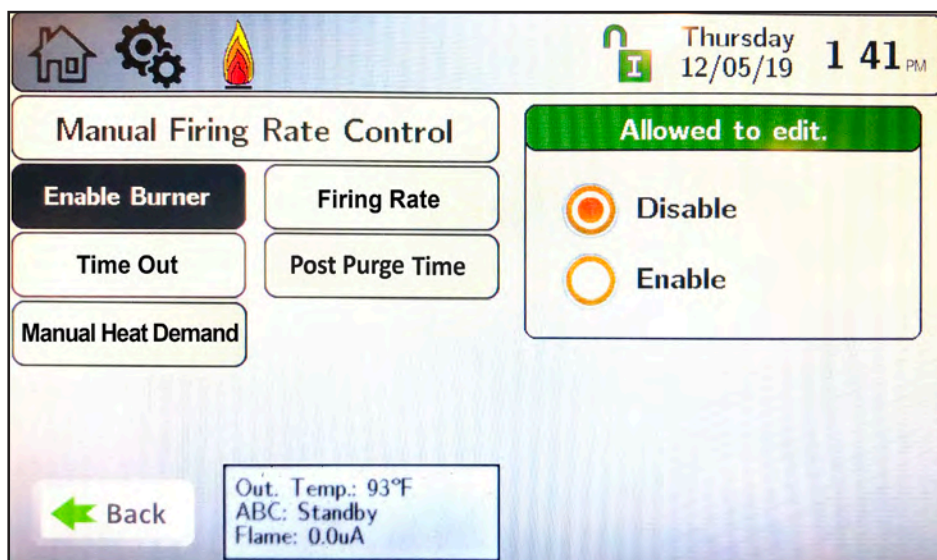 Thursday
12/05/19
1 41 PM
Manual Firing Rate Control
Allowed to edit.
Enable Burner
Firing Rate
Disable
Time Out
Post Purge Time
Enable
Manual Heat Demand
Back
Out. Temp.: 93°F
ABC: Standby
Flame: 0.0uA